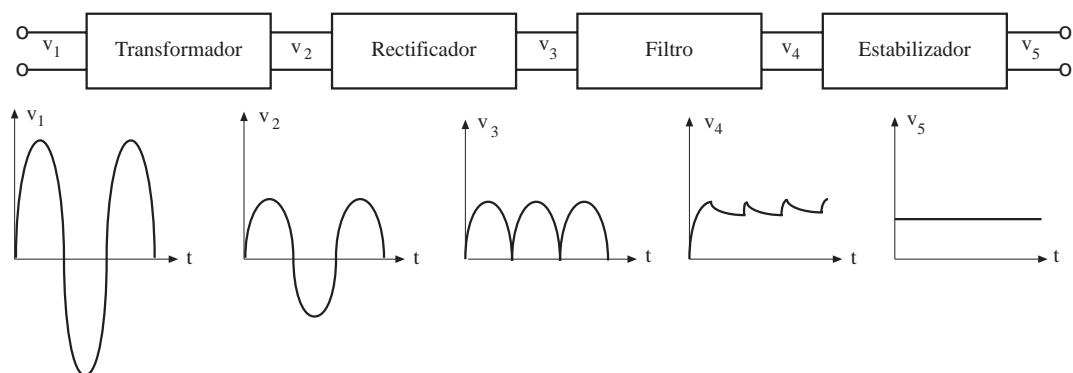 v1 Transformador v2 Rectificador v3 Filtro v4 Estabilizador v5
v1 v2 v3 v4 v5
t t t t t